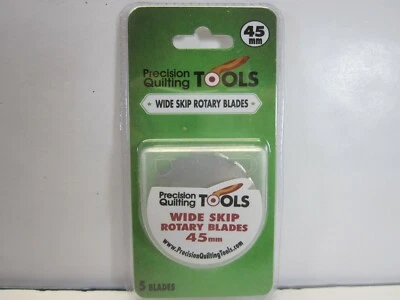 45
mm
Precision
Quilting TOOLS
WIDE SKIP ROTARY BLADES
Precision
Quilting TOOLS
WIDE SKIP
ROTARY BLADES
45mm
www.PrecisionQuiltingTools.com
5 BLADES